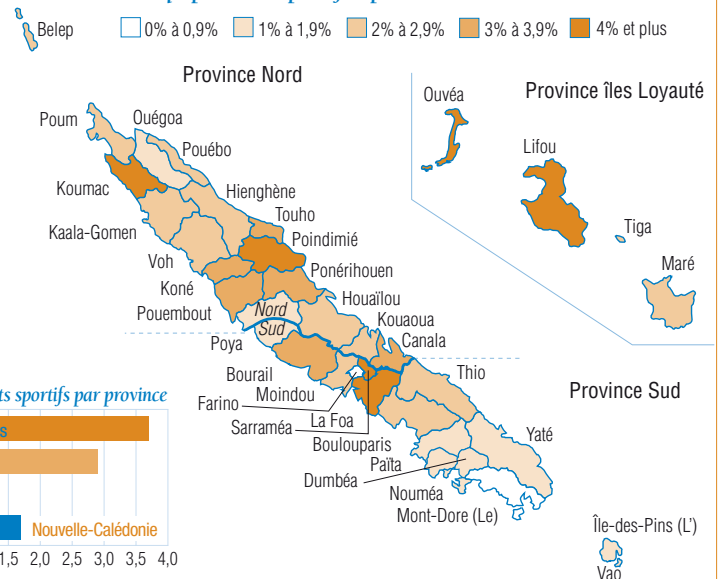 Belep
0% à 0,9%
1% à 1,9%
2% à 2,9%
3% à 3,9%
4% et plus
Province Nord
Province îles Loyauté
Ouvéa
Poum
Ouégoa
Pouébo
Lifou
Koumac
Hienghène
Touho
Tiga
Kaala-Gomen
Poindimié
Maré
Voh
Ponérihouen
Koné
Houaïlou
Pouembout
Nord
Sud
Kouaoua
Poya
Canala
Thio
Bourail
Province Sud
Moindou
Farino
La Foa
Sarraméa
Boulouparis
Yaté
Païta
Dumbéa
Nouméa
Mont-Dore (Le)
Île-des-Pins (L')
Vao
ts sportifs par province
s
Nouvelle-Calédonie
1,5 2,0 2,5 3,0 3,5 4,0